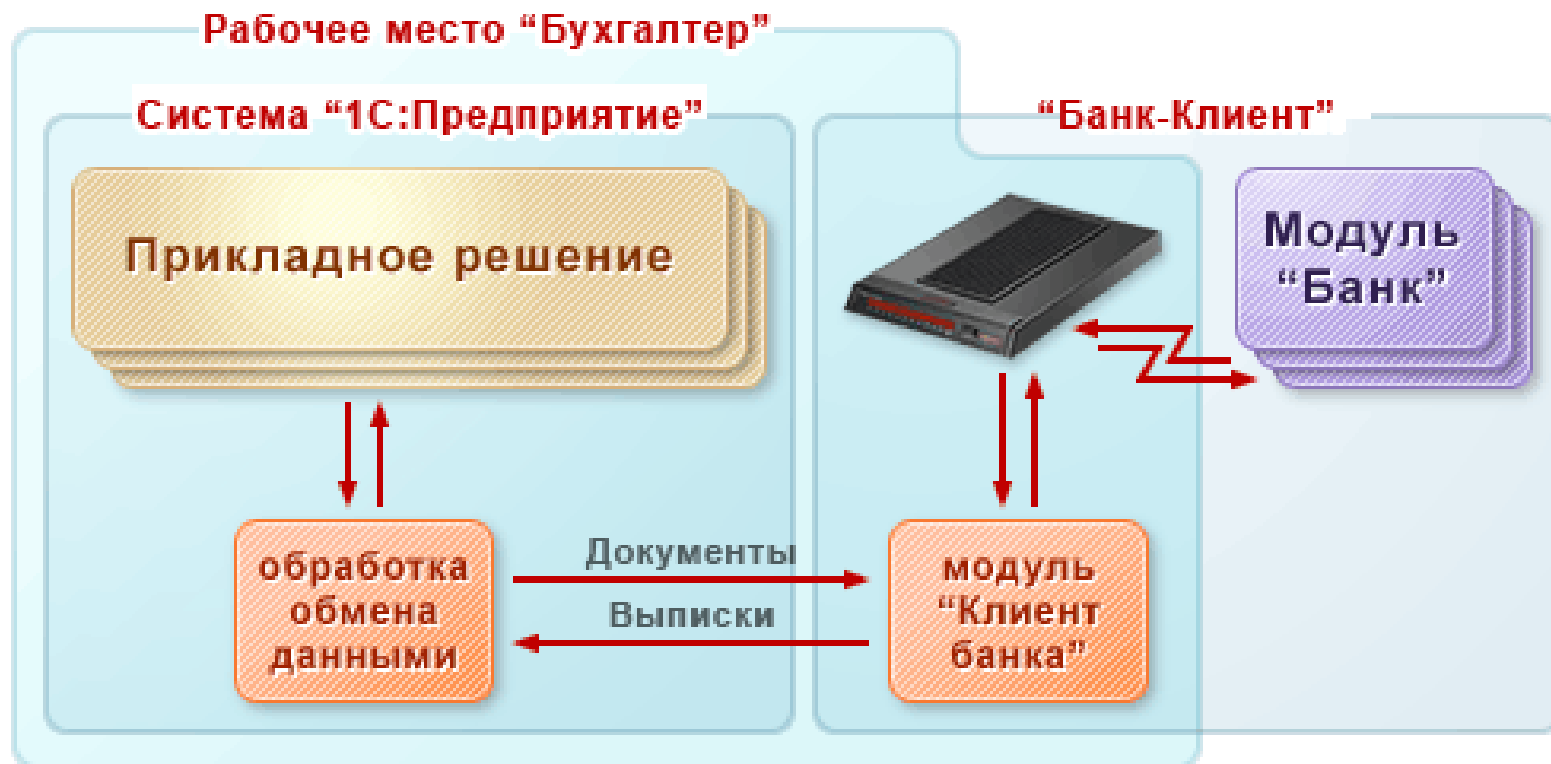 Рабочее место “Бухгалтер”
Система “1С:Предприятие”
“Банк-Клиент”
Прикладное решение
Модуль
“Банк”
обработка
обмена
данными
Документы
Выписки
модуль
“Клиент
банка”